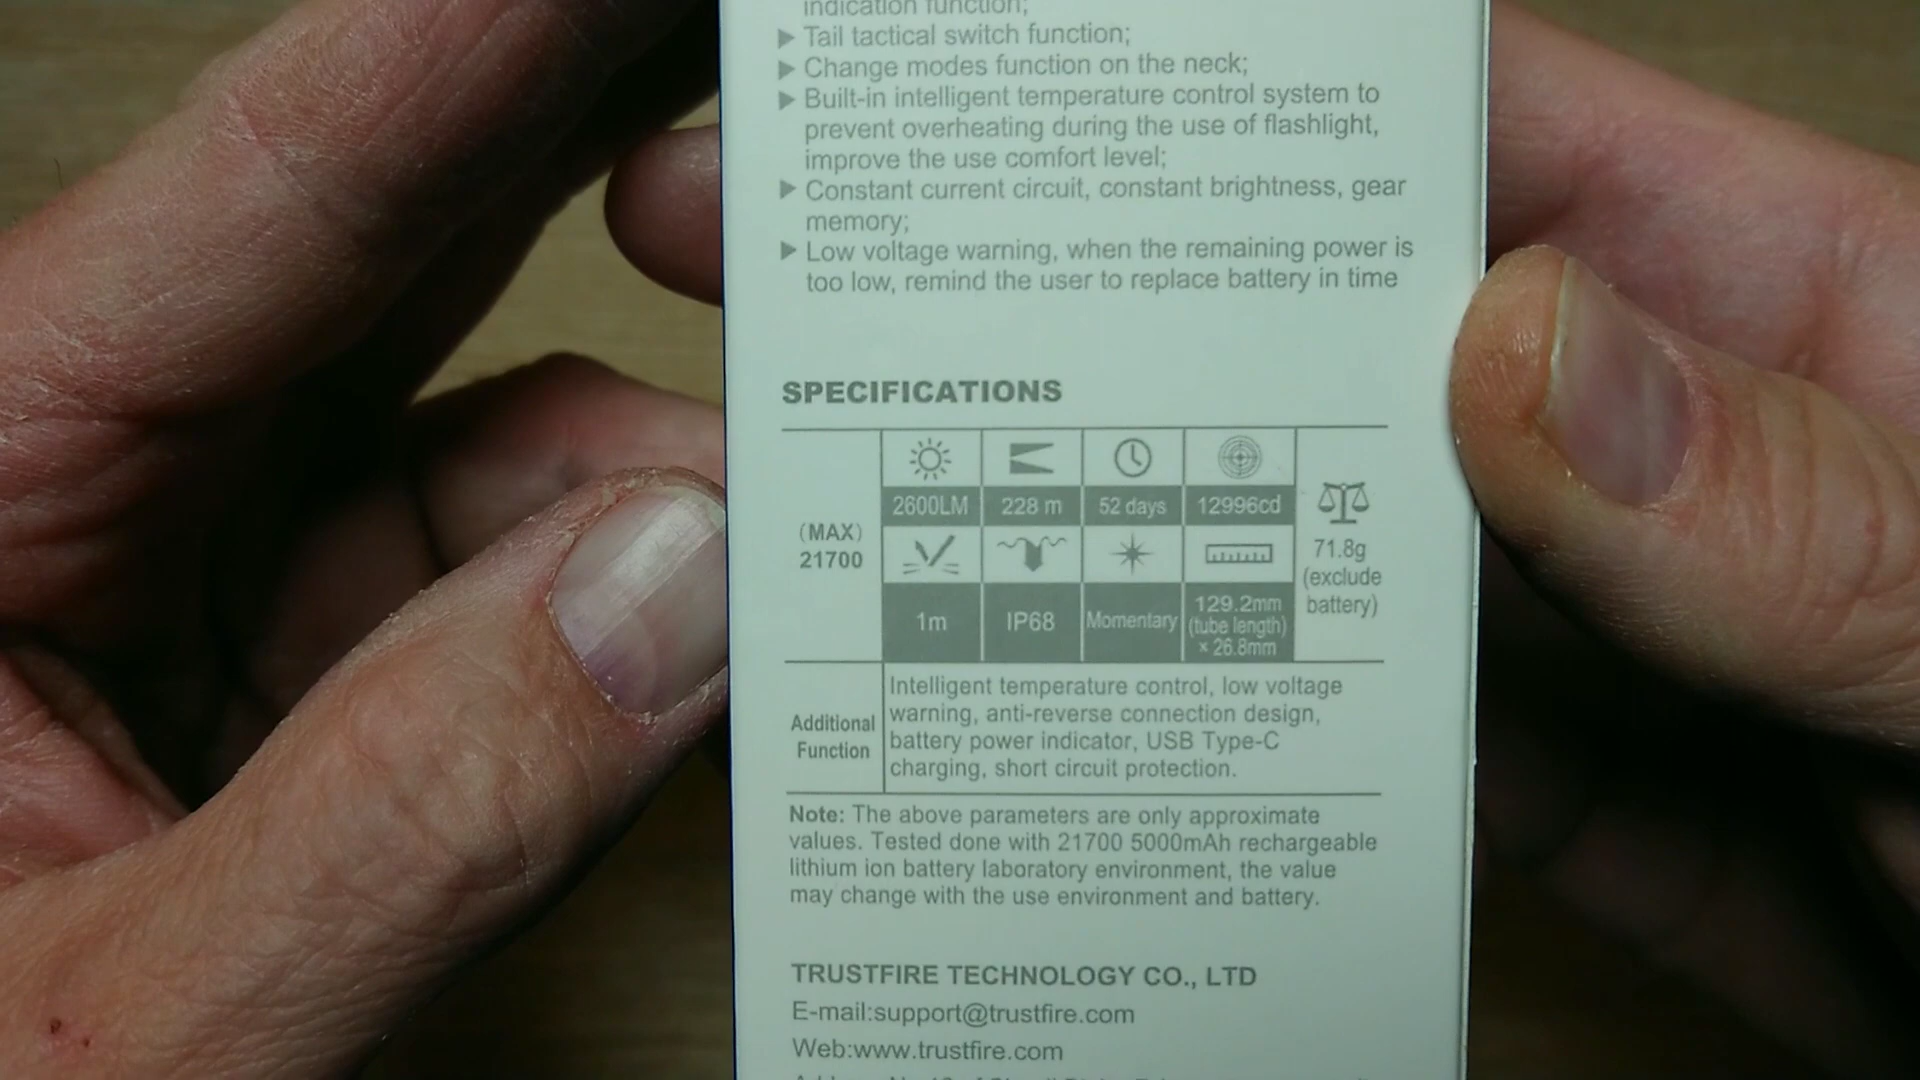 indication function;
▶ Tail tactical switch function;
▶ Change modes function on the neck;
▶ Built-in intelligent temperature control system to
prevent overheating during the use of flashlight,
improve the use comfort level;
▶ Constant current circuit, constant brightness, gear
memory;
▶ Low voltage warning, when the remaining power is
too low, remind the user to replace battery in time
SPECIFICATIONS
(MAX)
21700
2600LM 228 m 52 days 12996cd
1m IP68 Momentary
129.2mm
(tube length)
× 26.8mm
71.8g
(exclude
battery)
Additional
Function
Intelligent temperature control, low voltage
warning, anti-reverse connection design,
battery power indicator, USB Type-C
charging, short circuit protection.
Note: The above parameters are only approximate
values. Tested done with 21700 5000mAh rechargeable
lithium ion battery laboratory environment, the value
may change with the use environment and battery.
TRUSTFIRE TECHNOLOGY CO., LTD
E-mail:support@trustfire.com
Web:www.trustfire.com